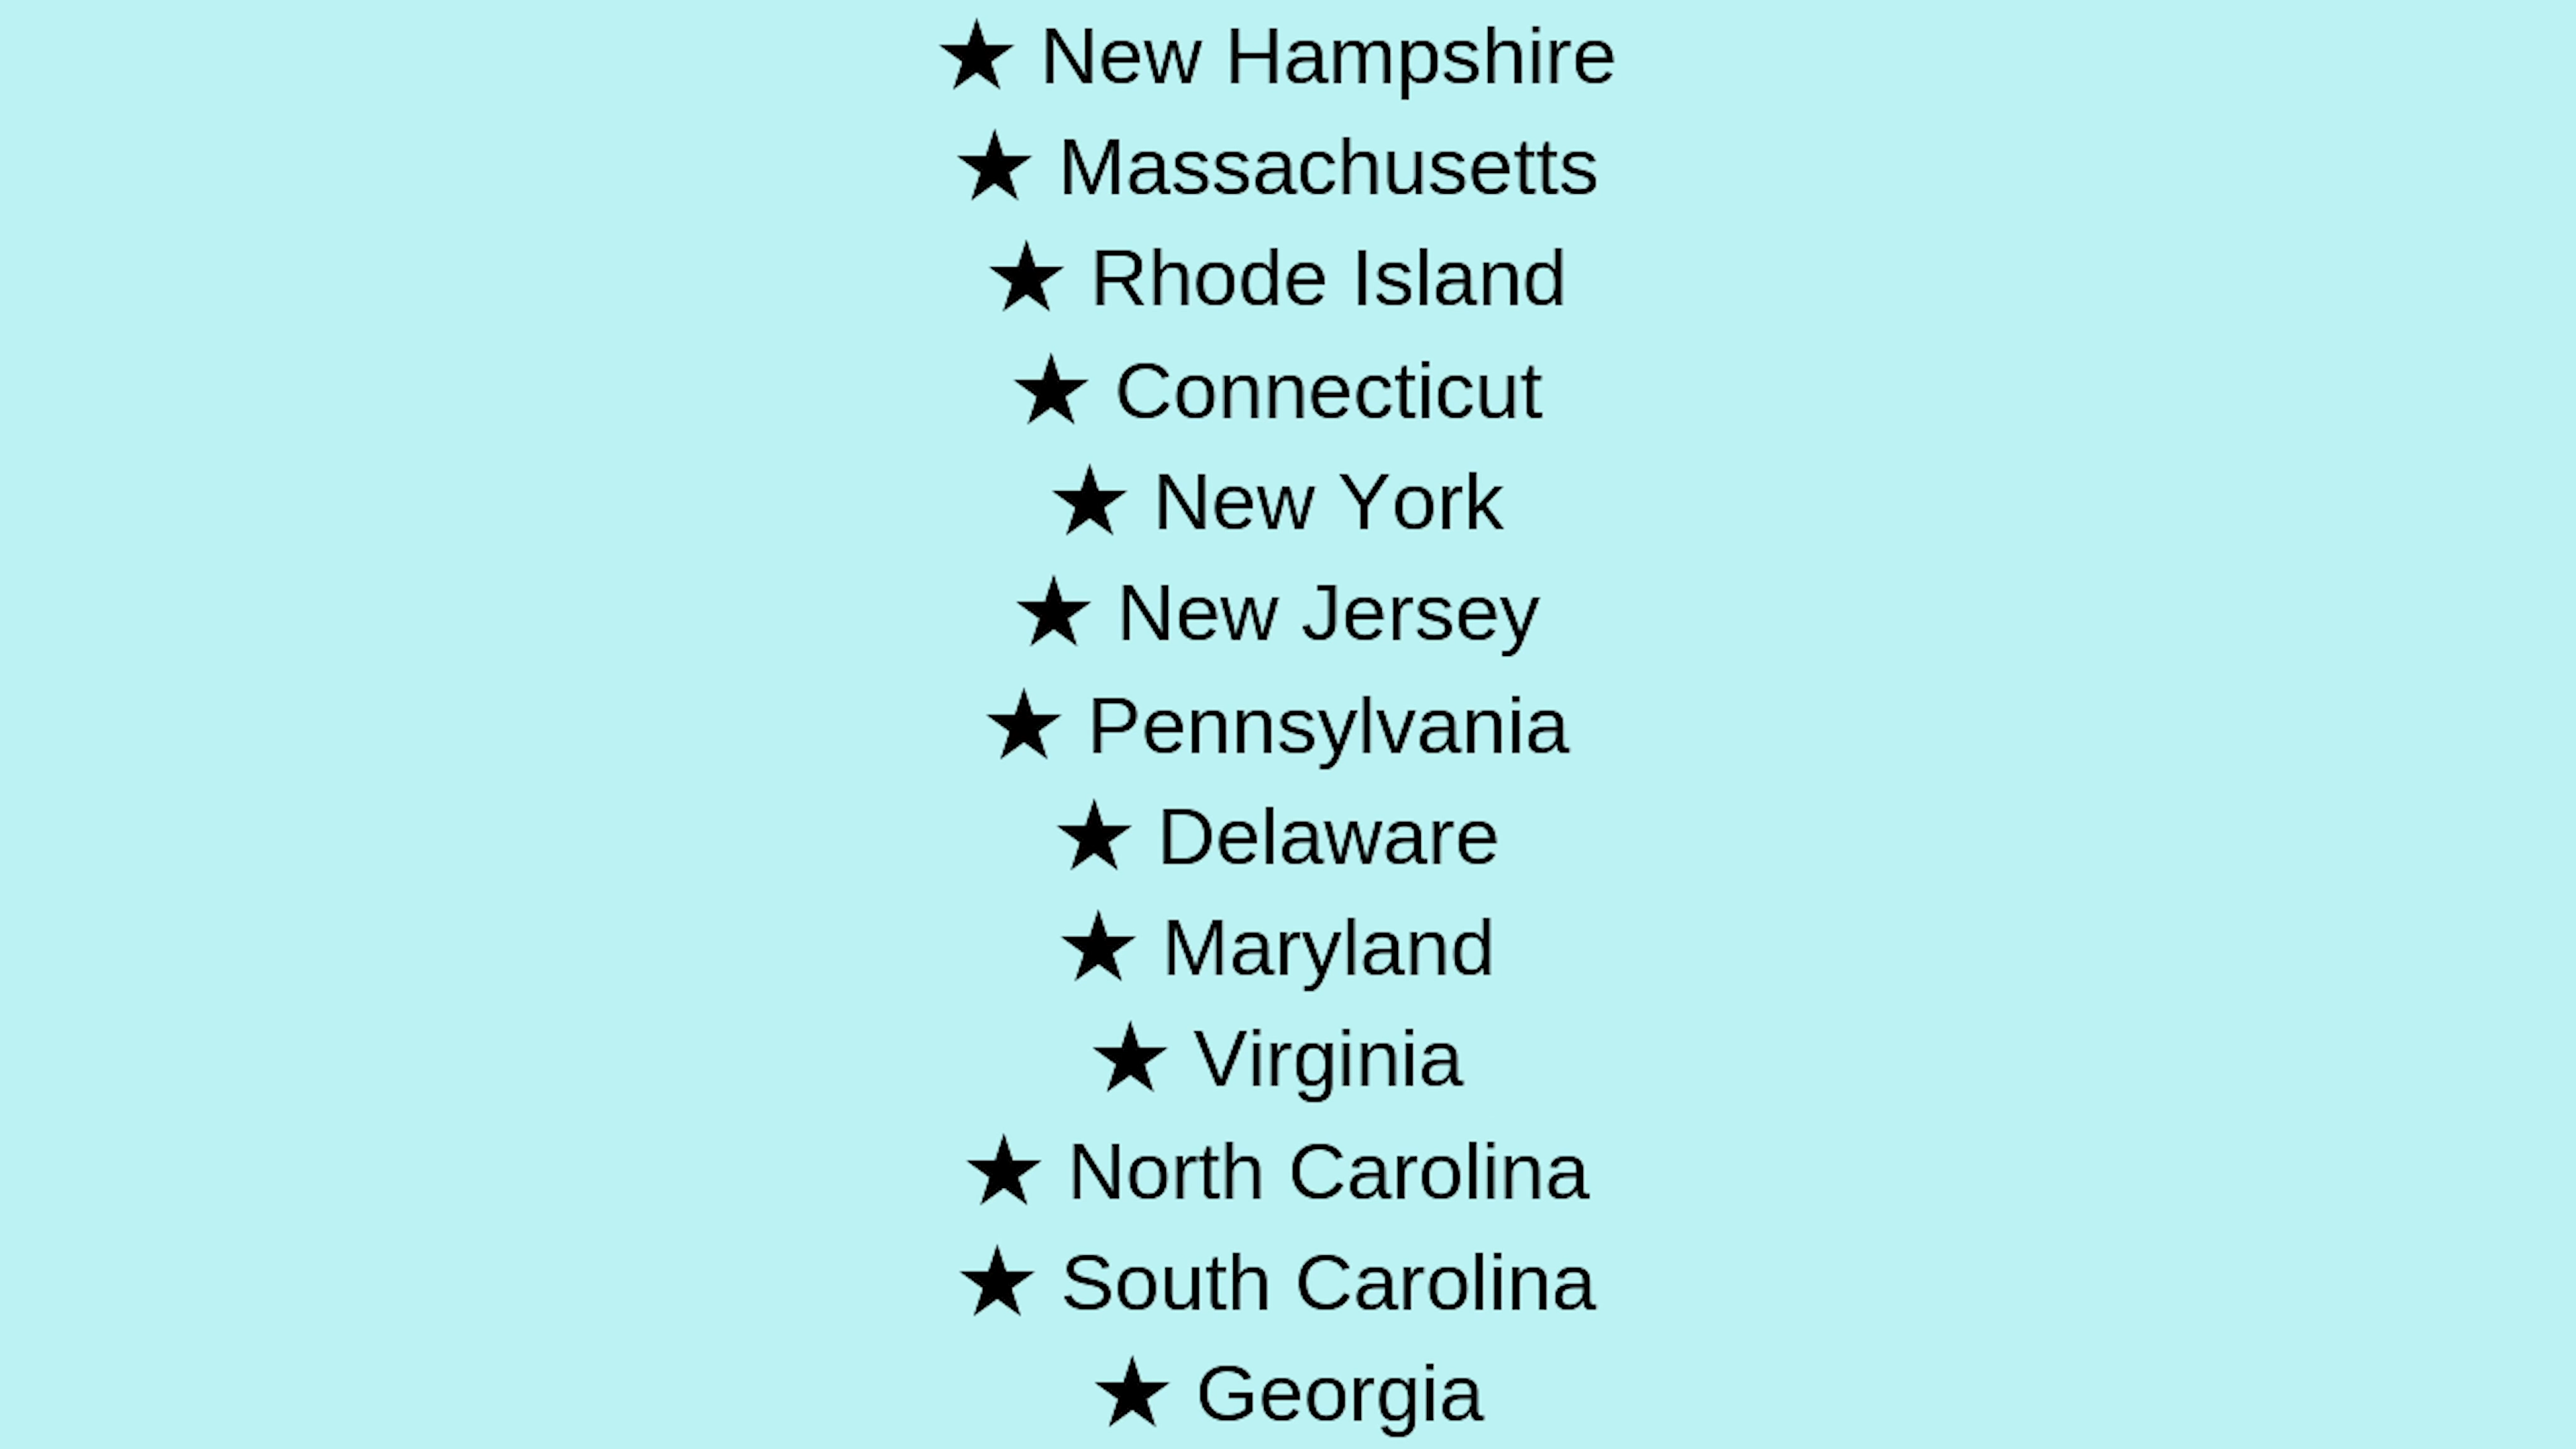 ★ New Hampshire
★ Massachusetts
★ Rhode Island
★ Connecticut
★ New York
★ New Jersey
★ Pennsylvania
★ Delaware
★ Maryland
★ Virginia
★ North Carolina
★ South Carolina
★ Georgia